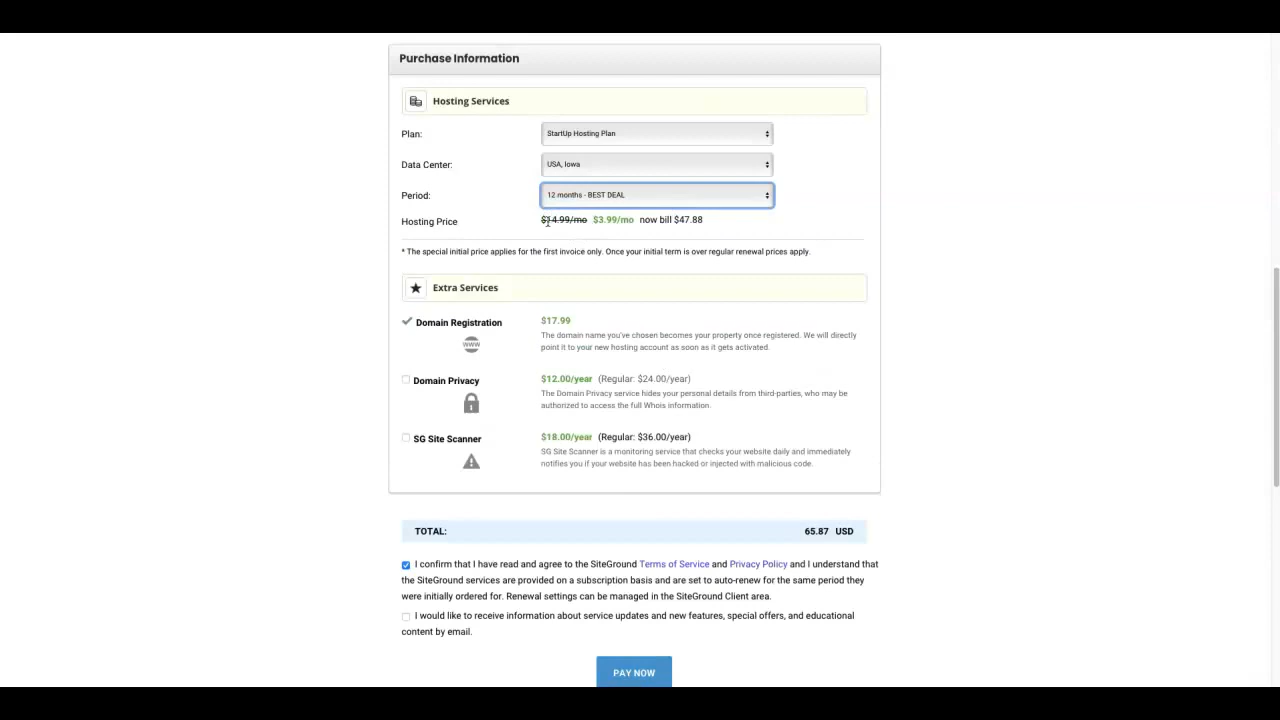 Purchase Information
Hosting Services
Plan: StartUp Hosting Plan
Data Center: USA, Iowa
Period: 12 months - BEST DEAL
Hosting Price $14.99/mo $3.99/mo now bill $47.88
* The special initial price applies for the first invoice only. Once your initial term is over regular renewal prices apply.
Extra Services
Domain Registration $17.99
The domain name you've chosen becomes your property once registered. We will directly
point it to your new hosting account as soon as it gets activated.
WWW
Domain Privacy $12.00/year (Regular: $24.00/year)
The Domain Privacy service hides your personal details from third-parties, who may be
authorized to access the full Whois information.
SG Site Scanner $18.00/year (Regular: $36.00/year)
SG Site Scanner is a monitoring service that checks your website daily and immediately
notifies you if your website has been hacked or injected with malicious code.
TOTAL: 65.87 USD
I confirm that I have read and agree to the SiteGround Terms of Service and Privacy Policy and I understand that
the SiteGround services are provided on a subscription basis and are set to auto-renew for the same period they
were initially ordered for. Renewal settings can be managed in the SiteGround Client area.
I would like to receive information about service updates and new features, special offers, and educational
content by email.
PAY NOW